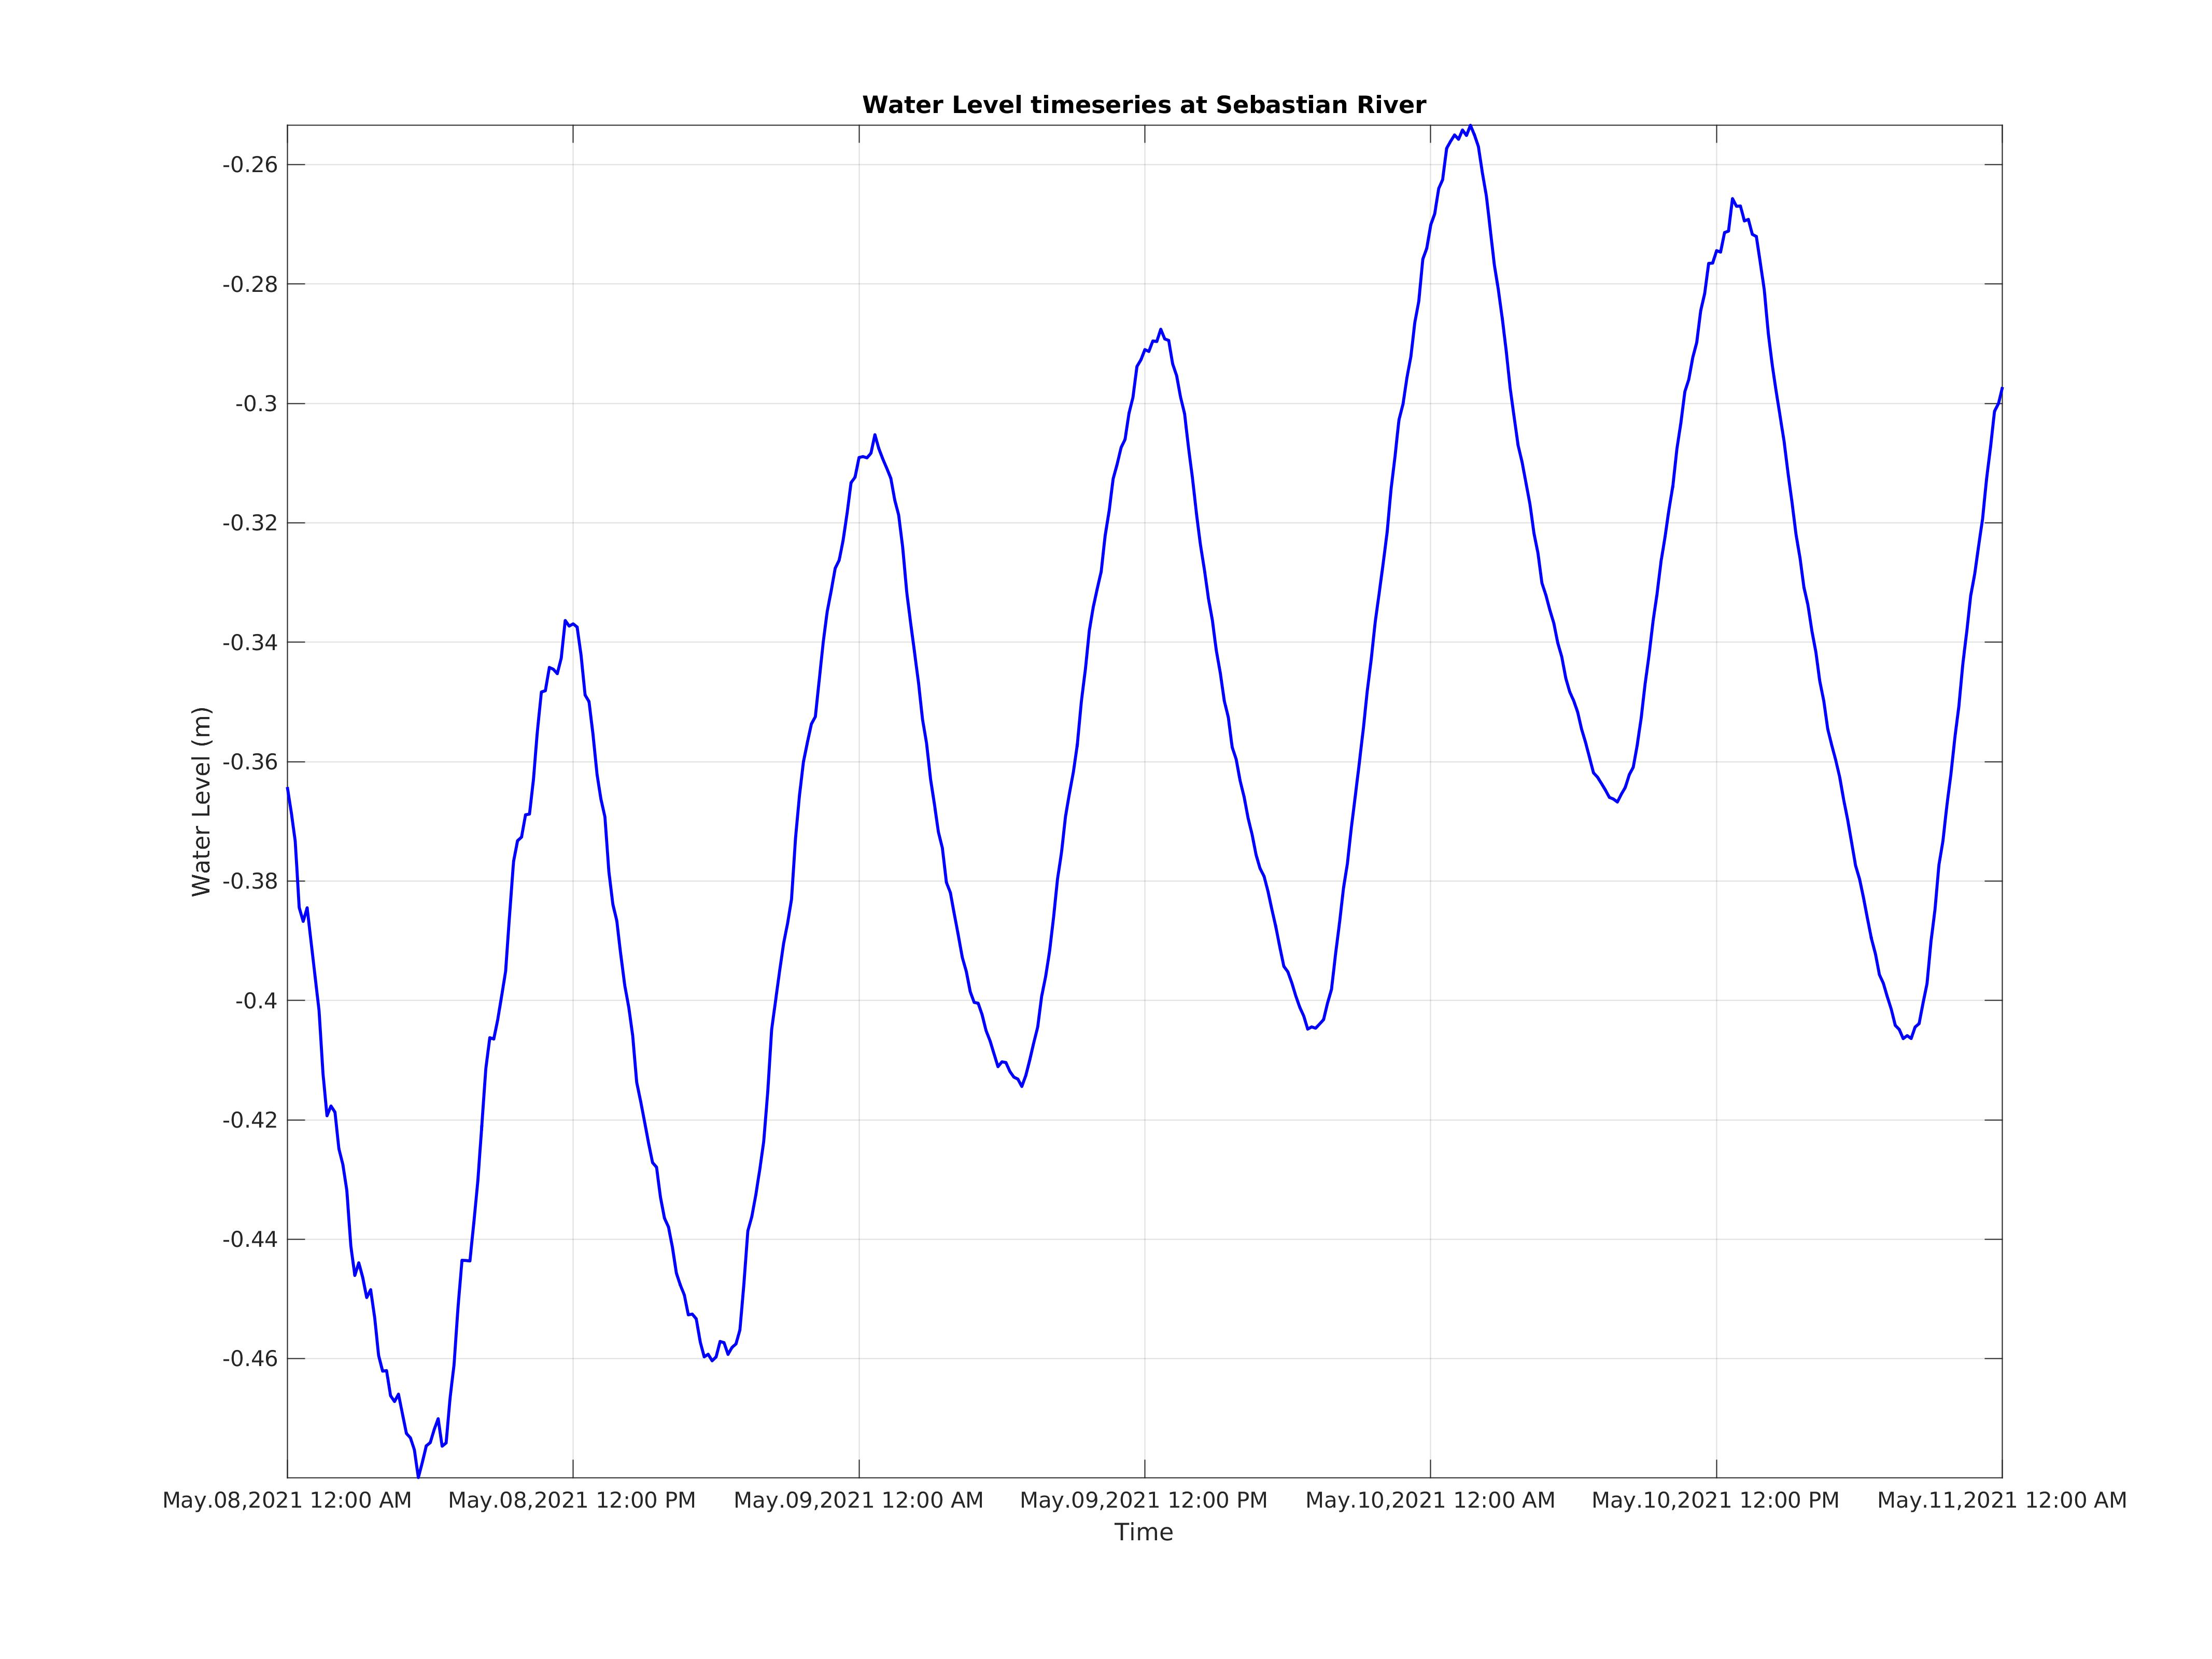 Water Level timeseries at Sebastian River
-0.26
-0.28
-0.3
-0.32
-0.34
-0.36
-0.38
-0.4
-0.42
-0.44
-0.46
Water Level (m)
May.08,2021 12:00 AM May.08,2021 12:00 PM May.09,2021 12:00 AM May.09,2021 12:00 PM May.10,2021 12:00 AM May.10,2021 12:00 PM May.11,2021 12:00 AM
Time